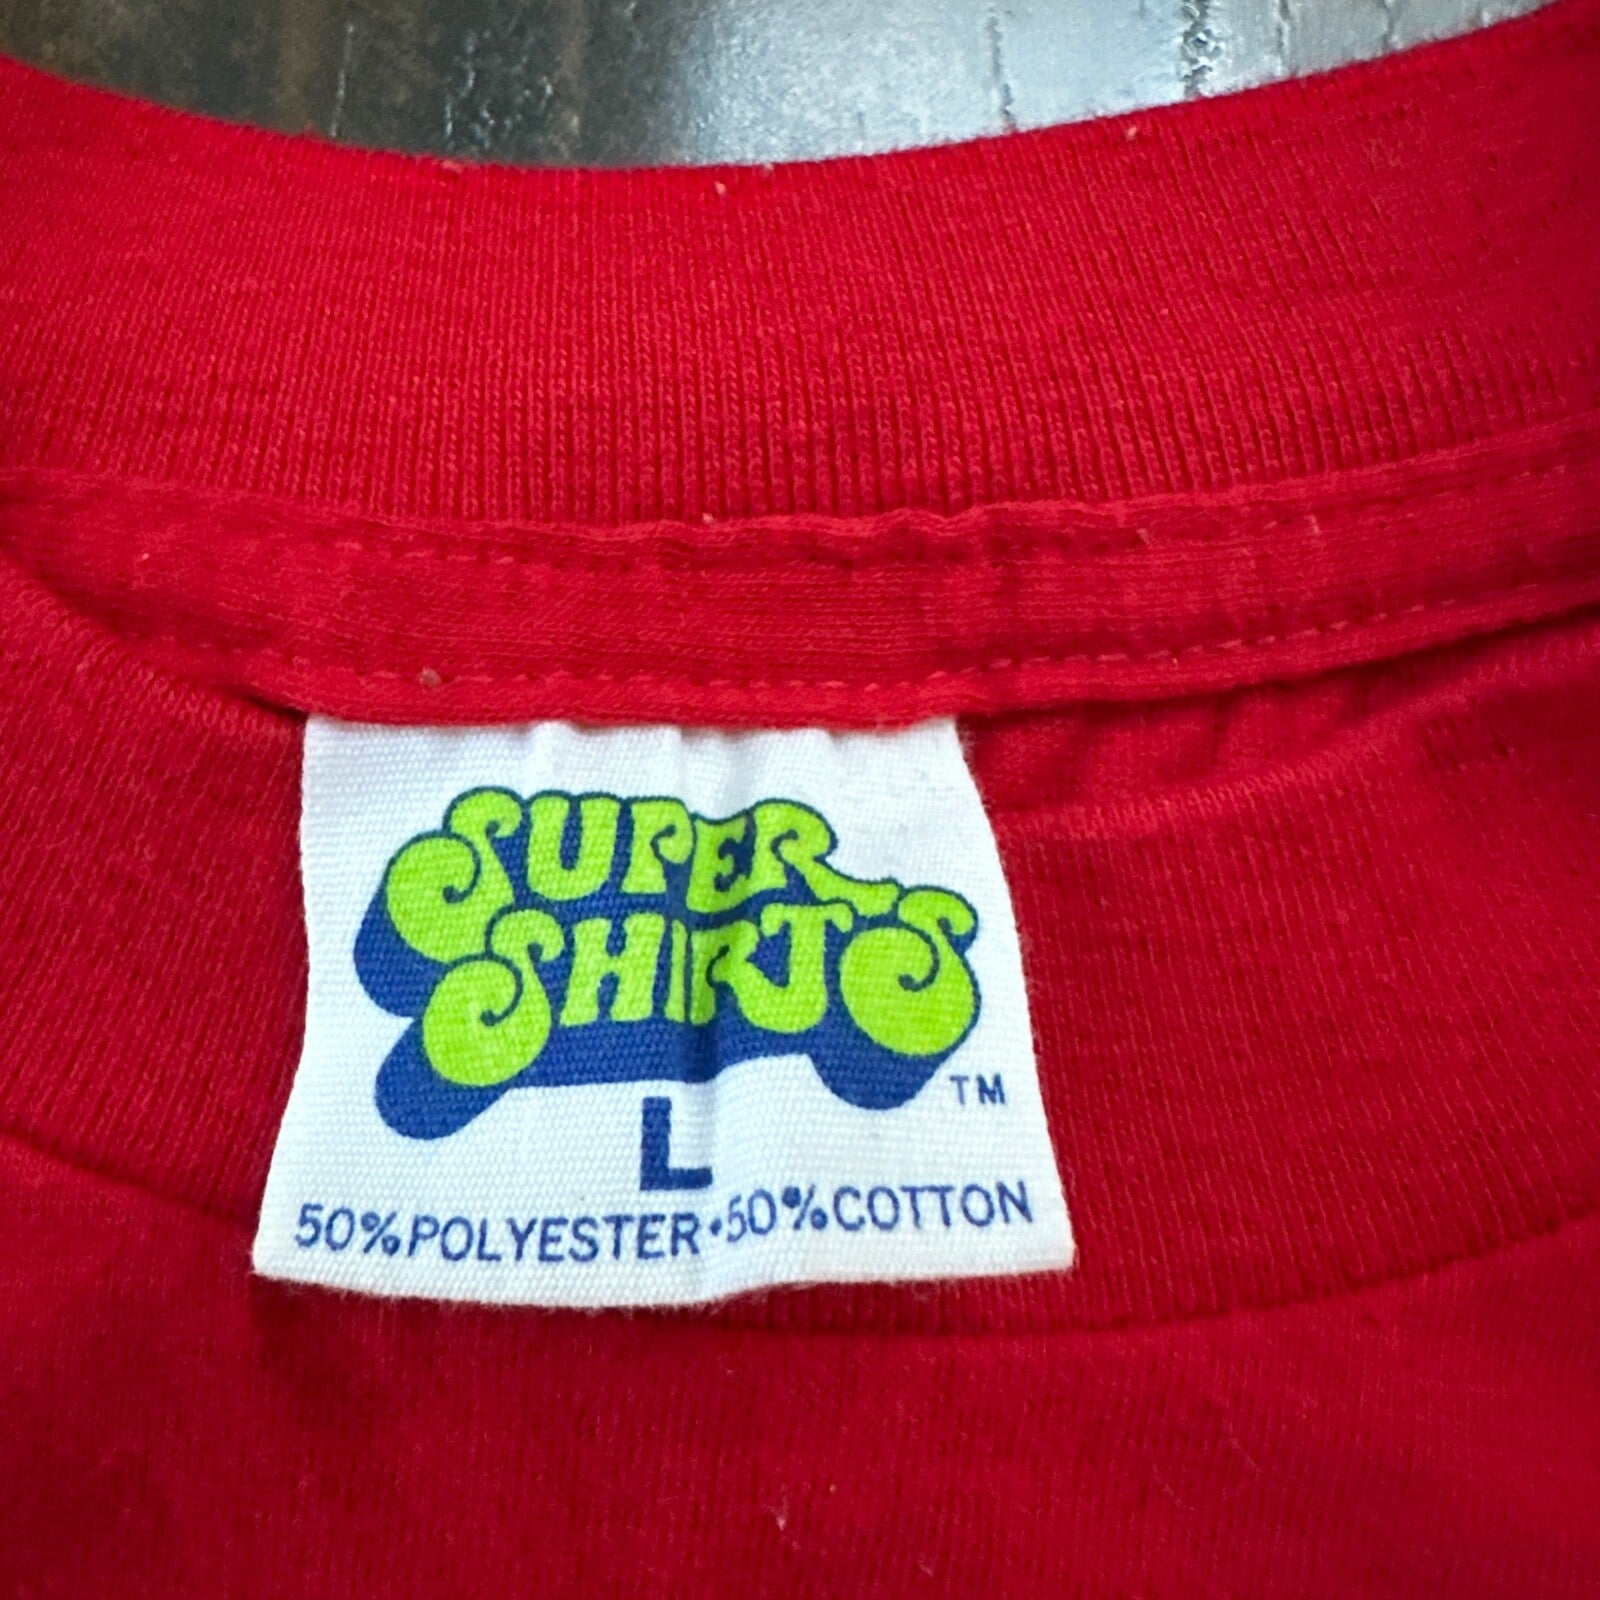 SUPER
SHIRTS
TM
L
50%POLYESTER•50%COTTON